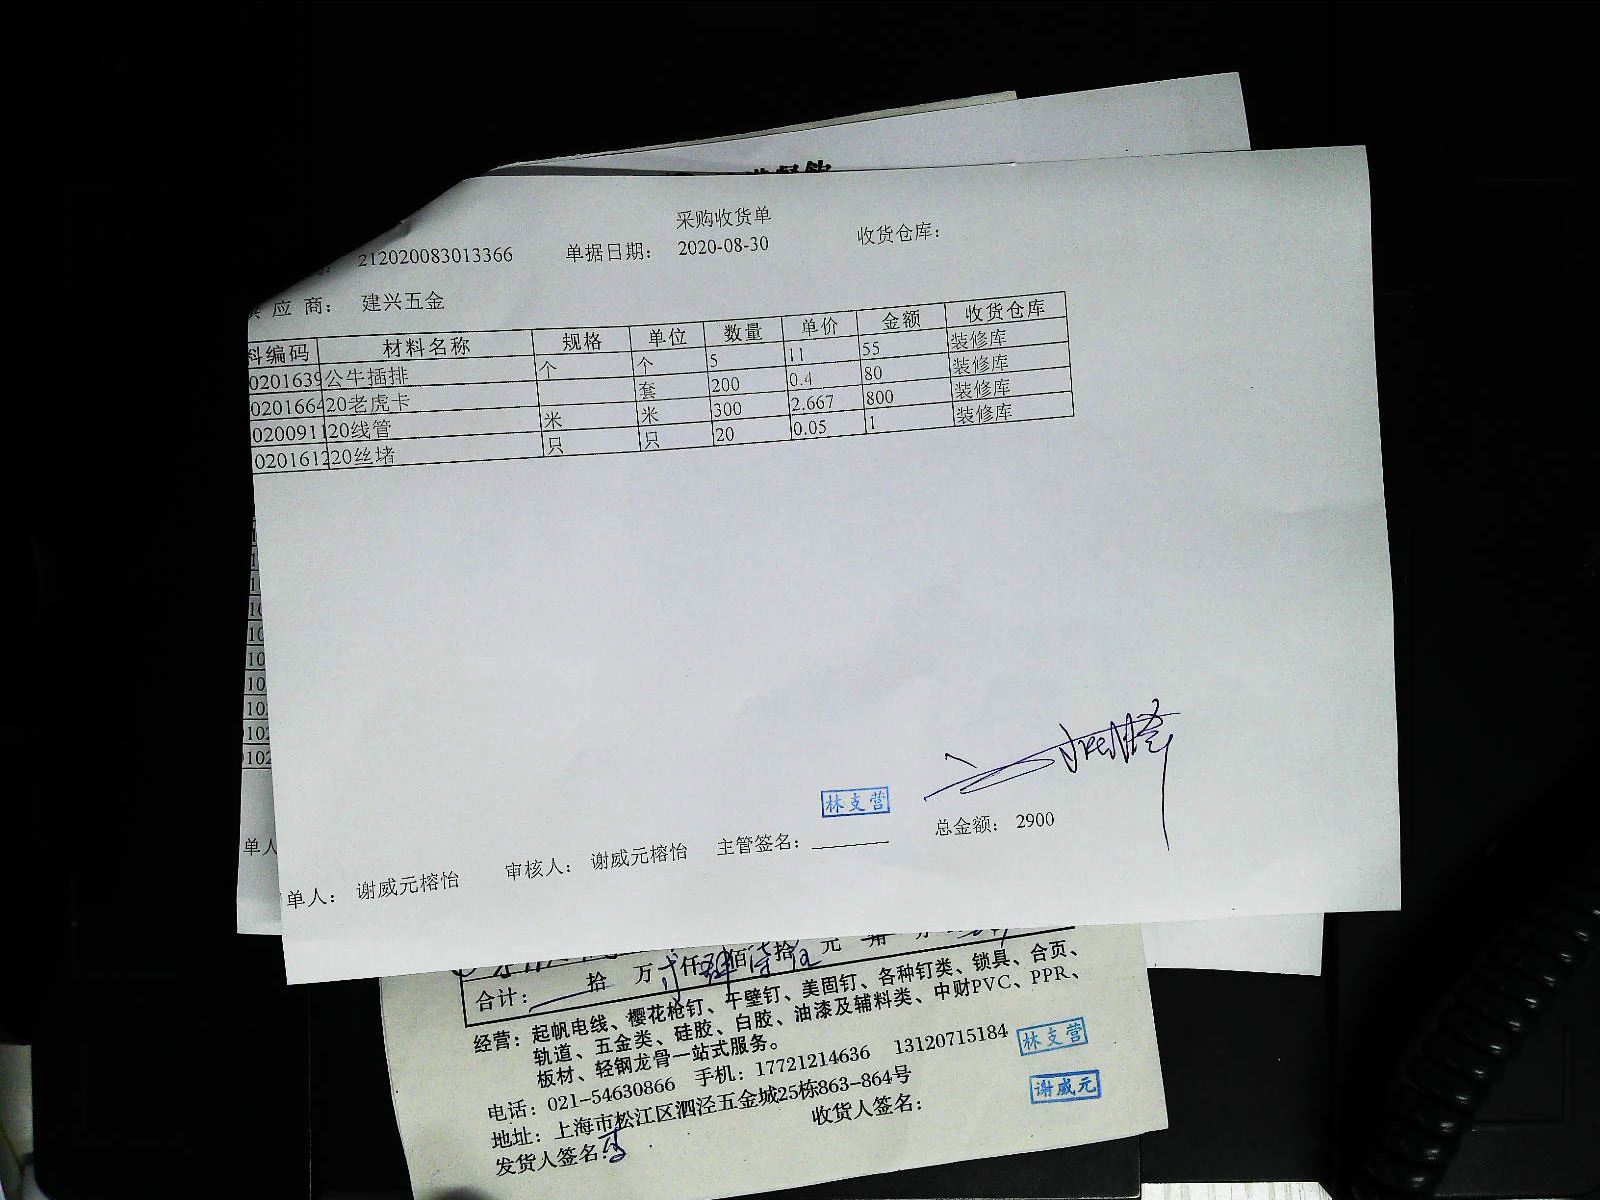 采购收货单
212020083013366 单据日期： 2020-08-30 收货仓库：
应 商： 建兴五金
料编码 材料名称 规格 单位 数量 单价 金额 收货仓库
0201639 公牛插排 个 个 5 11 55 装修库
0201664 20老虎卡 套 200 0.4 80 装修库
0200911 20线管 米 米 300 2.667 800 装修库
0201612 20丝堵 只 只 20 0.05 1 装修库
林支营
单人： 谢威元榕怡 审核人： 谢威元榕怡 主管签名： 总金额： 2900
单人
合计： 拾 万 仟 佰 拾 元 角 分
经营：起帆电线、樱花枪钉、干壁钉、美固钉、各种钉类、锁具、合页、
轨道、五金类、硅胶、白胶、油漆及辅料类、中财PVC、PPR、
板材、轻钢龙骨一站式服务。
电话：021-54630866 手机：17721214636 13120715184
林支营
地址：上海市松江区泗泾五金城25栋863-864号
谢威元
发货人签名: 收货人签名：